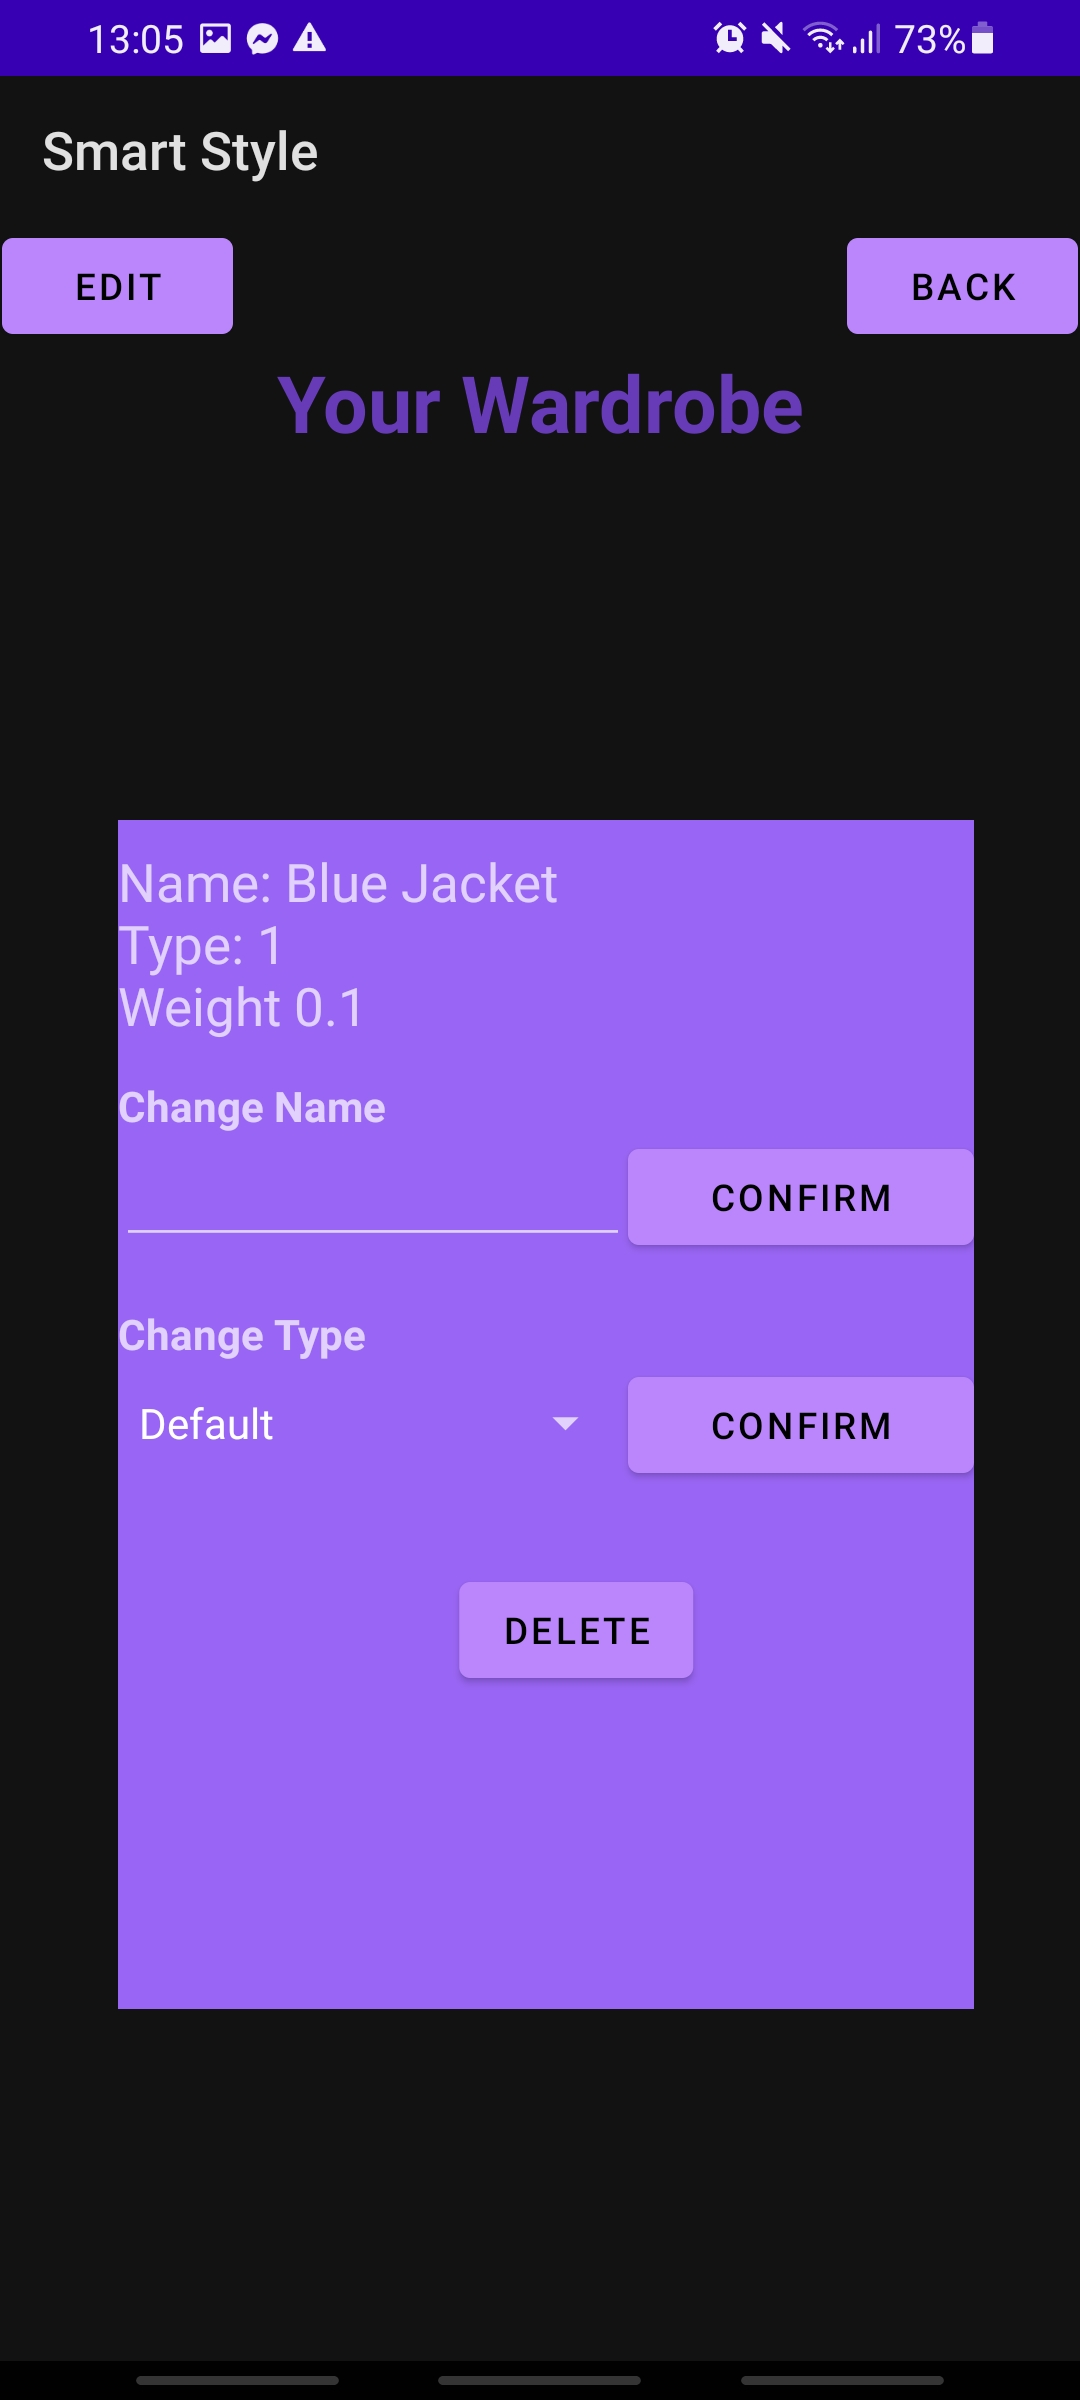 13:05 73%
Smart Style
EDIT BACK
Your Wardrobe
Name: Blue Jacket
Type: 1
Weight 0.1
Change Name
CONFIRM
Change Type
Default CONFIRM
DELETE